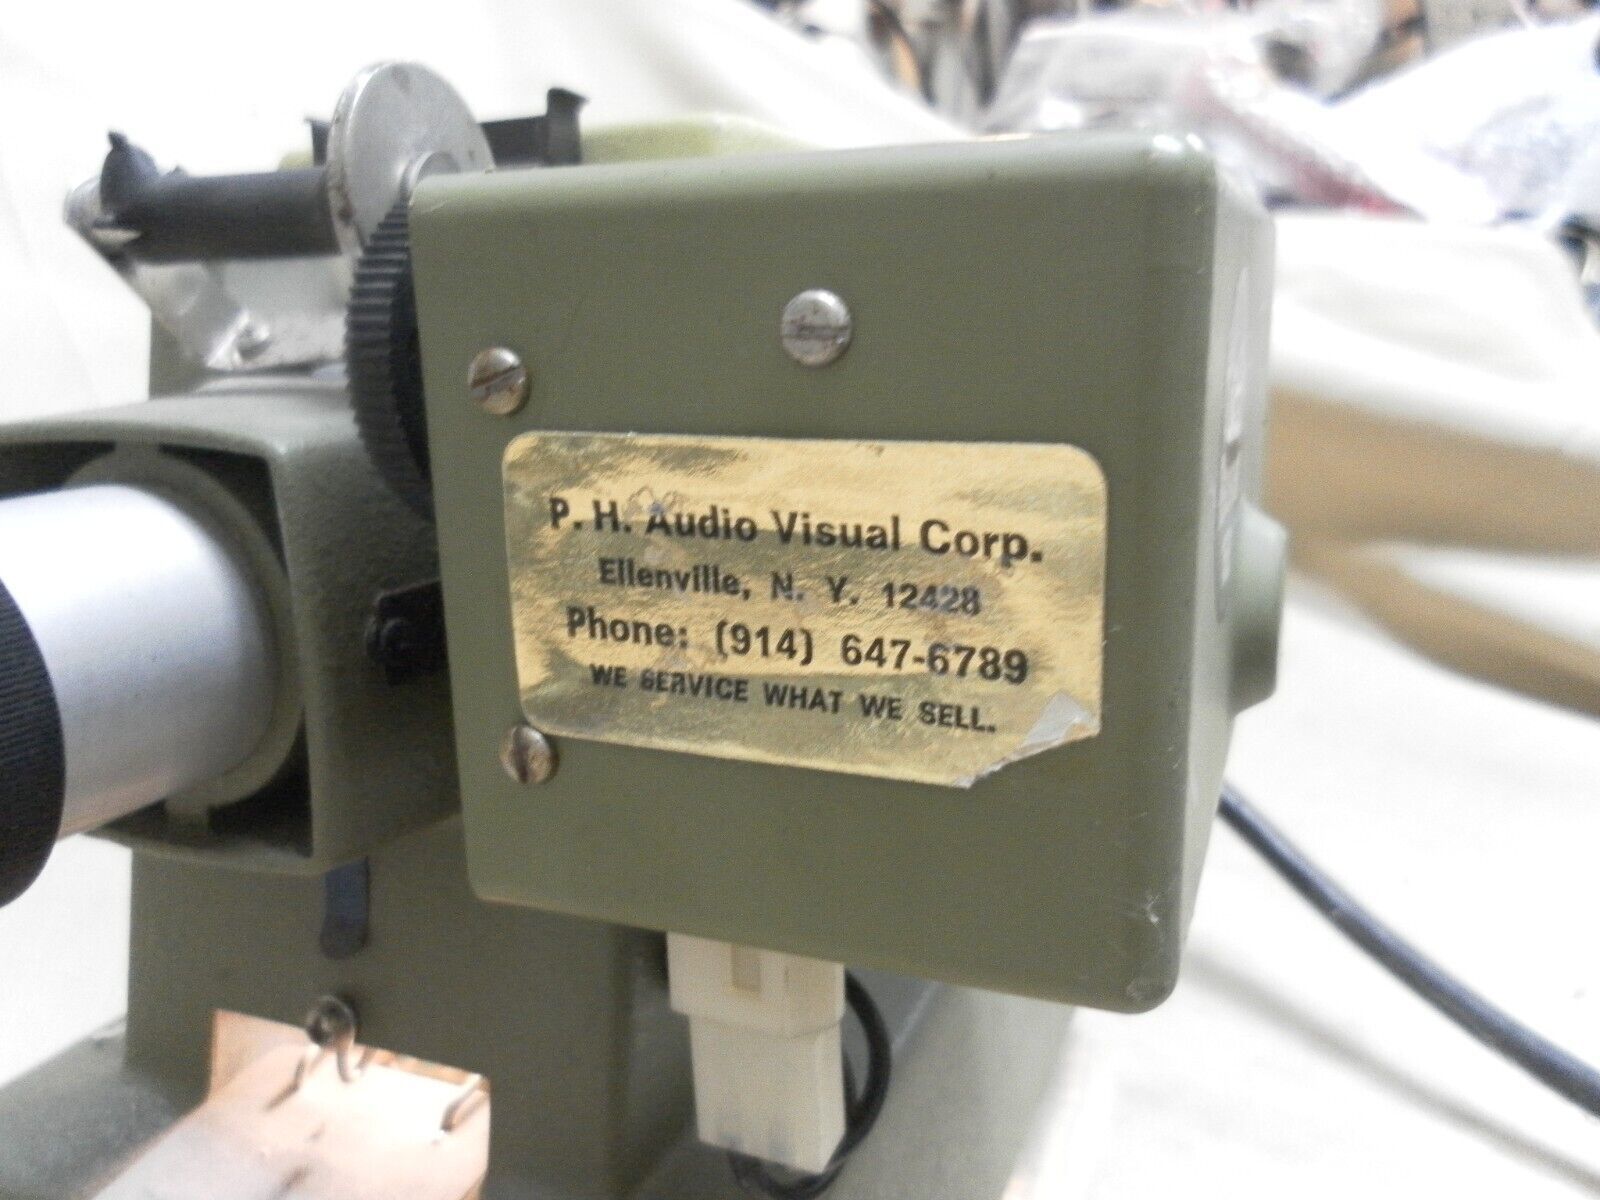 P. H. Audio Visual Corp.
Ellenville, N. Y. 12428
Phone: (914) 647-6789
WE SERVICE WHAT WE SELL.